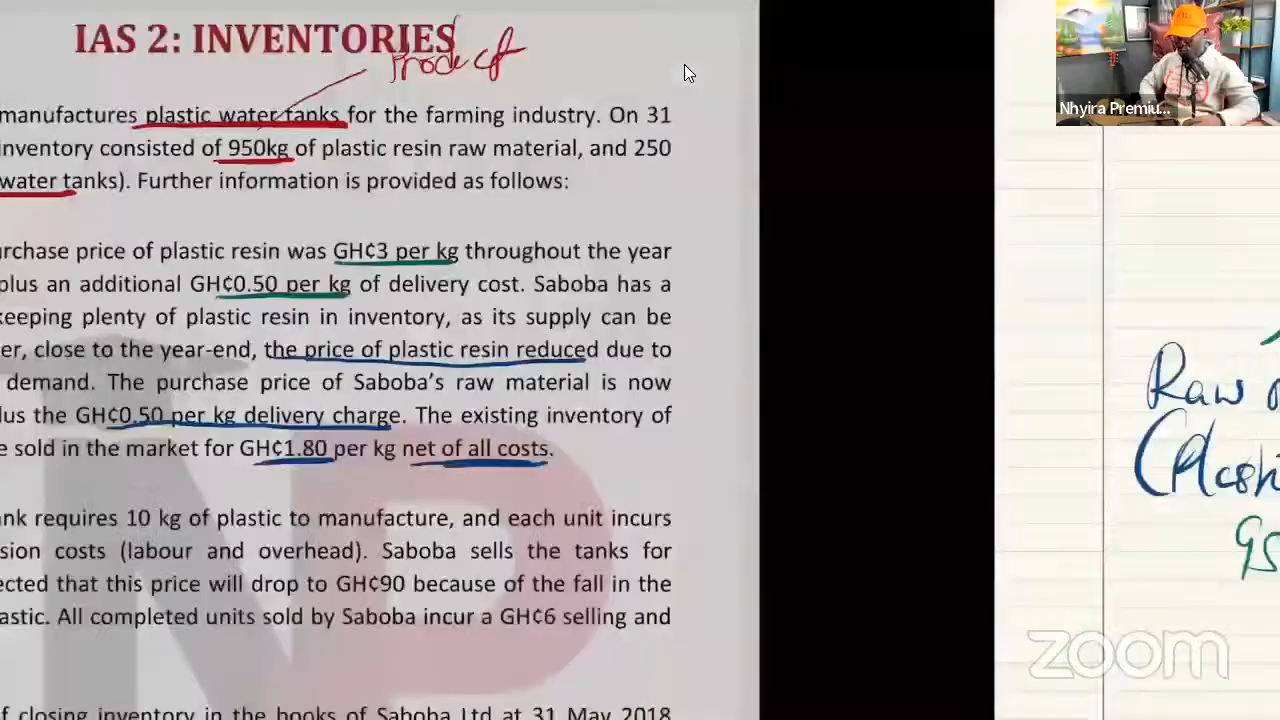 IAS 2: INVENTORIES
Product
manufactures plastic water tanks for the farming industry. On 31
inventory consisted of 950kg of plastic resin raw material, and 250
water tanks). Further information is provided as follows:
urchase price of plastic resin was GH¢3 per kg throughout the year
plus an additional GH¢0.50 per kg of delivery cost. Saboba has a
keeping plenty of plastic resin in inventory, as its supply can be
er, close to the year-end, the price of plastic resin reduced due to
demand. The purchase price of Saboba's raw material is now
lus the GH¢0.50 per kg delivery charge. The existing inventory of
e sold in the market for GH¢1.80 per kg net of all costs.
ank requires 10 kg of plastic to manufacture, and each unit incurs
sion costs (labour and overhead). Saboba sells the tanks for
ected that this price will drop to GH¢90 because of the fall in the
astic. All completed units sold by Saboba incur a GH¢6 selling and
f closing inventory in the books of Saboba Ltd at 31 May 2018
Nhyira Premiu...
Raw
(Plasti
95
zoom